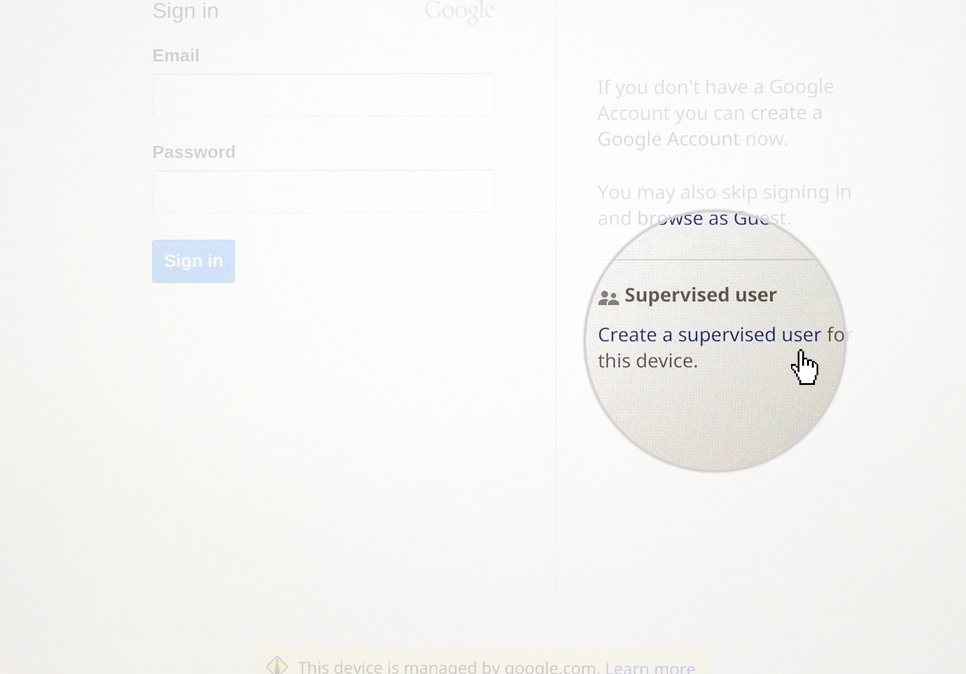 Sign in
Google
Email
Password
Sign in
If you don't have a Google
Account you can create a
Google Account now.
You may also skip signing in
and browse as Guest.
Supervised user
Create a supervised user for
this device.
This device is managed by google.com. Learn more